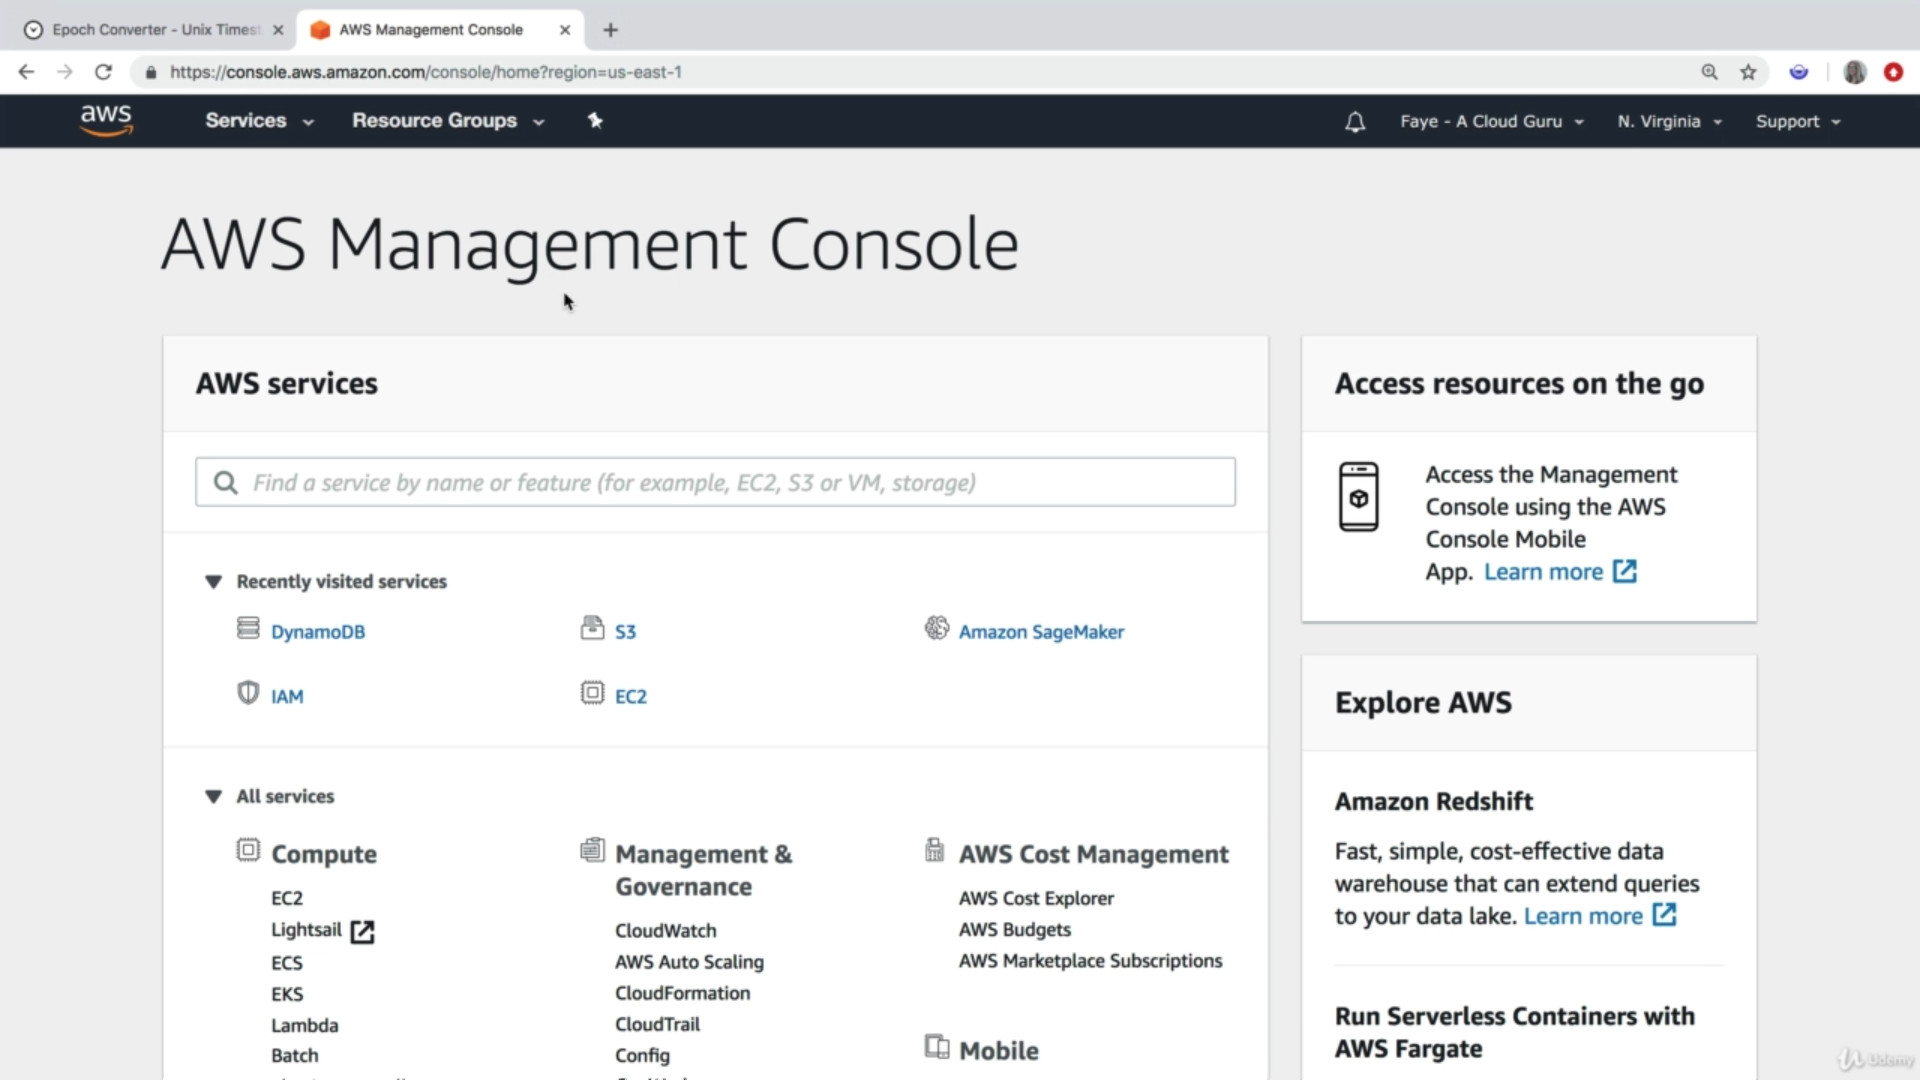 Epoch Converter - Unix Timest
AWS Management Console
https://console.aws.amazon.com/console/home?region=us-east-1
aws
Services
Resource Groups
Faye - A Cloud Guru
N. Virginia
Support
AWS Management Console
AWS services
Find a service by name or feature (for example, EC2, S3 or VM, storage)
Recently visited services
DynamoDB
S3
Amazon SageMaker
IAM
EC2
All services
Compute
EC2
Lightsail
ECS
EKS
Lambda
Batch
Management &
Governance
CloudWatch
AWS Auto Scaling
CloudFormation
CloudTrail
Config
AWS Cost Management
AWS Cost Explorer
AWS Budgets
AWS Marketplace Subscriptions
Mobile
Access resources on the go
Access the Management
Console using the AWS
Console Mobile
App. Learn more
Explore AWS
Amazon Redshift
Fast, simple, cost-effective data
warehouse that can extend queries
to your data lake. Learn more
Run Serverless Containers with
AWS Fargate
Udemy